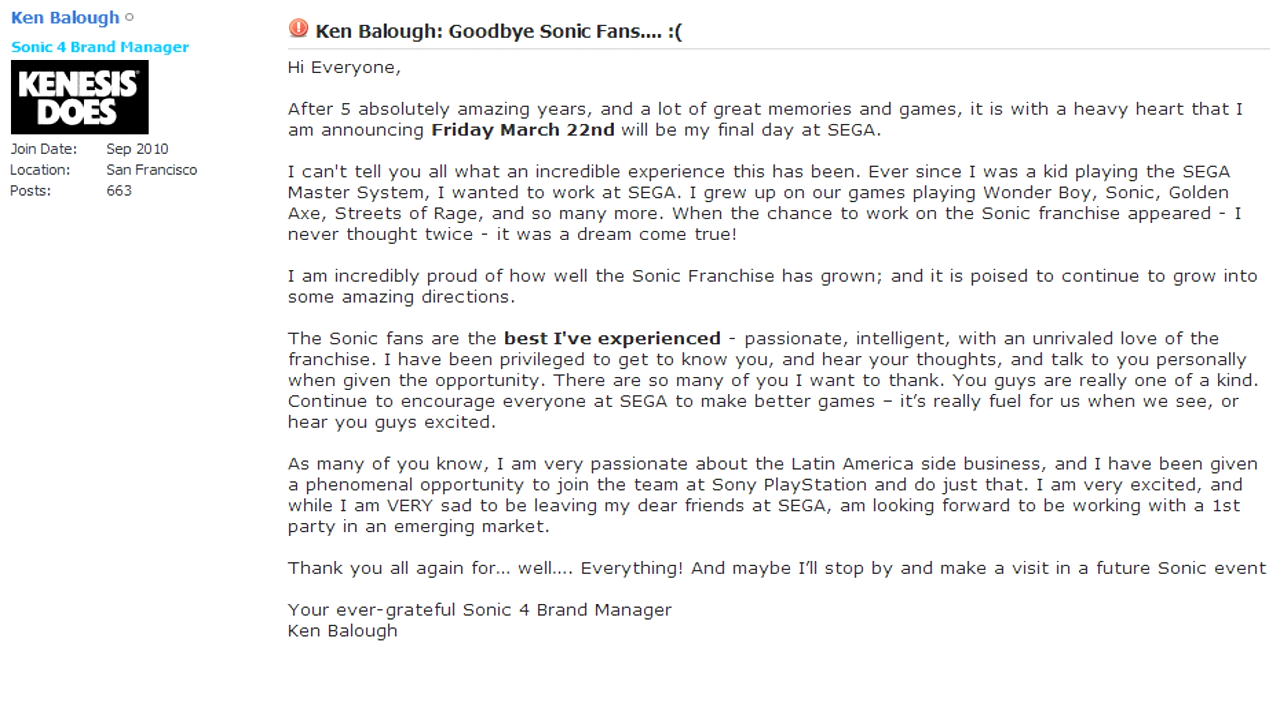 Ken Balough
Sonic 4 Brand Manager
KENESIS
DOES
Join Date: Sep 2010
Location: San Francisco
Posts: 663
Ken Balough: Goodbye Sonic Fans.... :(
Hi Everyone,
After 5 absolutely amazing years, and a lot of great memories and games, it is with a heavy heart that I
am announcing Friday March 22nd will be my final day at SEGA.
I can't tell you all what an incredible experience this has been. Ever since I was a kid playing the SEGA
Master System, I wanted to work at SEGA. I grew up on our games playing Wonder Boy, Sonic, Golden
Axe, Streets of Rage, and so many more. When the chance to work on the Sonic franchise appeared - I
never thought twice - it was a dream come true!
I am incredibly proud of how well the Sonic Franchise has grown; and it is poised to continue to grow into
some amazing directions.
The Sonic fans are the best I've experienced - passionate, intelligent, with an unrivaled love of the
franchise. I have been privileged to get to know you, and hear your thoughts, and talk to you personally
when given the opportunity. There are so many of you I want to thank. You guys are really one of a kind.
Continue to encourage everyone at SEGA to make better games – it’s really fuel for us when we see, or
hear you guys excited.
As many of you know, I am very passionate about the Latin America side business, and I have been given
a phenomenal opportunity to join the team at Sony PlayStation and do just that. I am very excited, and
while I am VERY sad to be leaving my dear friends at SEGA, am looking forward to be working with a 1st
party in an emerging market.
Thank you all again for... well.... Everything! And maybe I’ll stop by and make a visit in a future Sonic event
Your ever-grateful Sonic 4 Brand Manager
Ken Balough